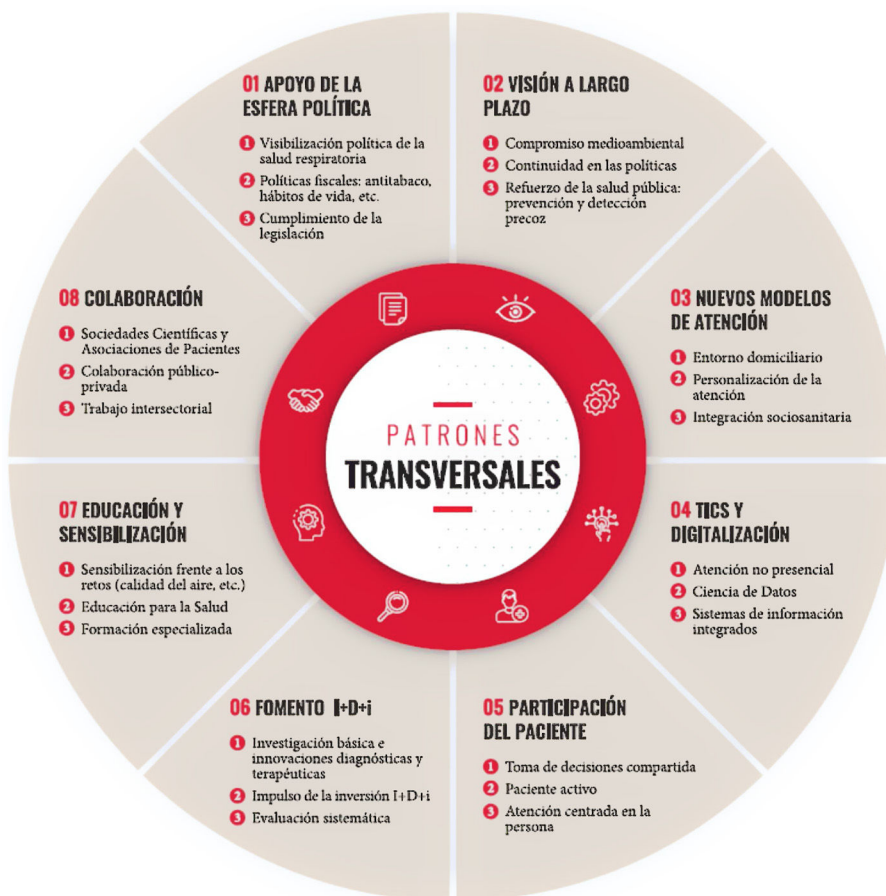 PATRONES
TRANSVERSALES
01 APOYO DE LA
ESFERA POLÍTICA
1 Visibilización política de la
salud respiratoria
2 Políticas fiscales: antitabaco,
hábitos de vida, etc.
3 Cumplimiento de la
legislación
02 VISIÓN A LARGO
PLAZO
1 Compromiso medioambiental
2 Continuidad en las políticas
3 Refuerzo de la salud pública:
prevención y detección
precoz
03 NUEVOS MODELOS
DE ATENCIÓN
1 Entorno domiciliario
2 Personalización de la
atención
3 Integración sociosanitaria
04 TICS Y
DIGITALIZACIÓN
1 Atención no presencial
2 Ciencia de Datos
3 Sistemas de información
integrados
05 PARTICIPACIÓN
DEL PACIENTE
1 Toma de decisiones compartida
2 Paciente activo
3 Atención centrada en la
persona
06 FOMENTO I+D+i
1 Investigación básica e
innovaciones diagnósticas y
terapéuticas
2 Impulso de la inversión I+D+i
3 Evaluación sistemática
07 EDUCACIÓN Y
SENSIBILIZACIÓN
1 Sensibilización frente a los
retos (calidad del aire, etc.)
2 Educación para la Salud
3 Formación especializada
08 COLABORACIÓN
1 Sociedades Científicas y
Asociaciones de Pacientes
2 Colaboración público-
privada
3 Trabajo intersectorial